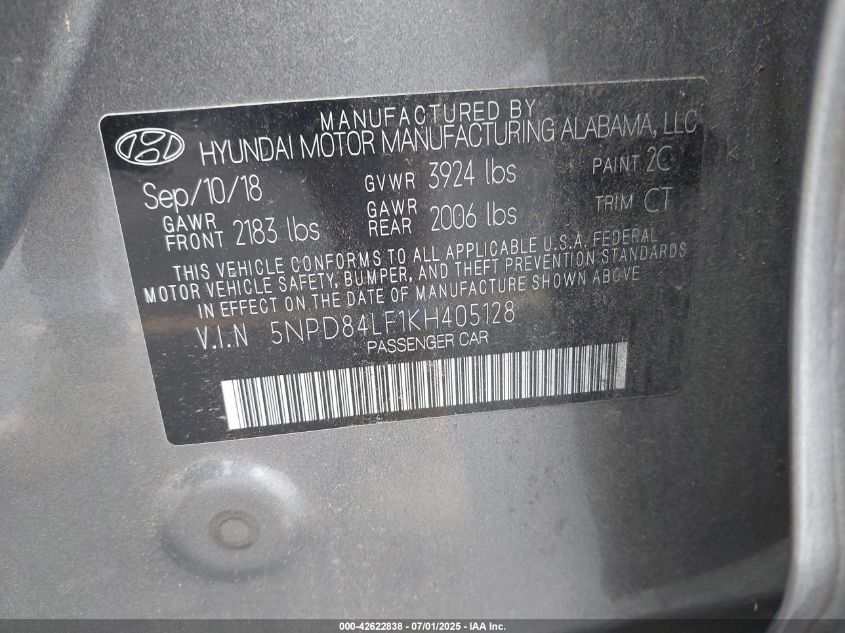 MANUFACTURED BY
HYUNDAI MOTOR MANUFACTURING ALABAMA, LLC
Sep/10/18 GVWR 3924 lbs PAINT 2C
GAWR FRONT 2183 lbs GAWR REAR 2006 lbs TRIM CT
THIS VEHICLE CONFORMS TO ALL APPLICABLE U.S.A. FEDERAL
MOTOR VEHICLE SAFETY, BUMPER, AND THEFT PREVENTION STANDARDS
IN EFFECT ON THE DATE OF MANUFACTURE SHOWN ABOVE
V.I.N 5NPD84LF1KH405128
PASSENGER CAR
000-42622838 - 07/01/2025 - IAA Inc.